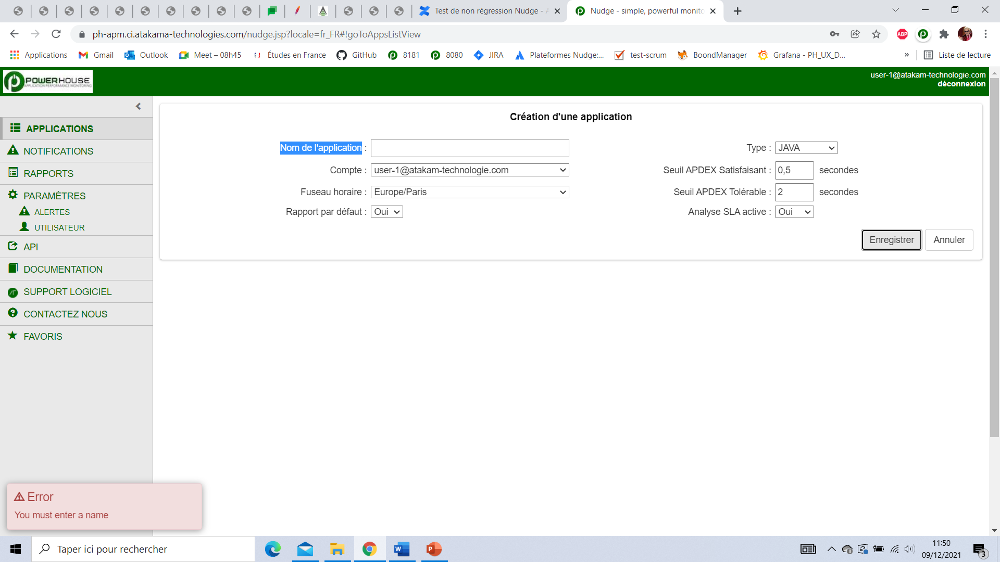 Test de non régression Nudge - A
Nudge - simple, powerful monito
ph-apm.ci.atakama-technologies.com/nudge.jsp?locale=fr_FR#!goToAppsListView
ABP
Applications
Gmail
Outlook
Meet – 08h45
Études en France
GitHub
8181
8080
JIRA
Plateformes Nudge:...
test-scrum
BoondManager
Grafana - PH_UX_D...
»
Liste de lecture
POWERHOUSE
APPLICATION PERFORMANCE MONITORING
user-1@atakam-technologie.com
déconnexion
APPLICATIONS
NOTIFICATIONS
RAPPORTS
PARAMÈTRES
ALERTES
UTILISATEUR
API
DOCUMENTATION
SUPPORT LOGICIEL
CONTACTEZ NOUS
FAVORIS
Création d'une application
Nom de l'application :
Type : JAVA
Compte : user-1@atakam-technologie.com
Seuil APDEX Satisfaisant : 0,5 secondes
Fuseau horaire : Europe/Paris
Seuil APDEX Tolérable : 2 secondes
Rapport par défaut : Oui
Analyse SLA active : Oui
Enregistrer
Annuler
Error
You must enter a name
Taper ici pour rechercher
11:50
09/12/2021
3